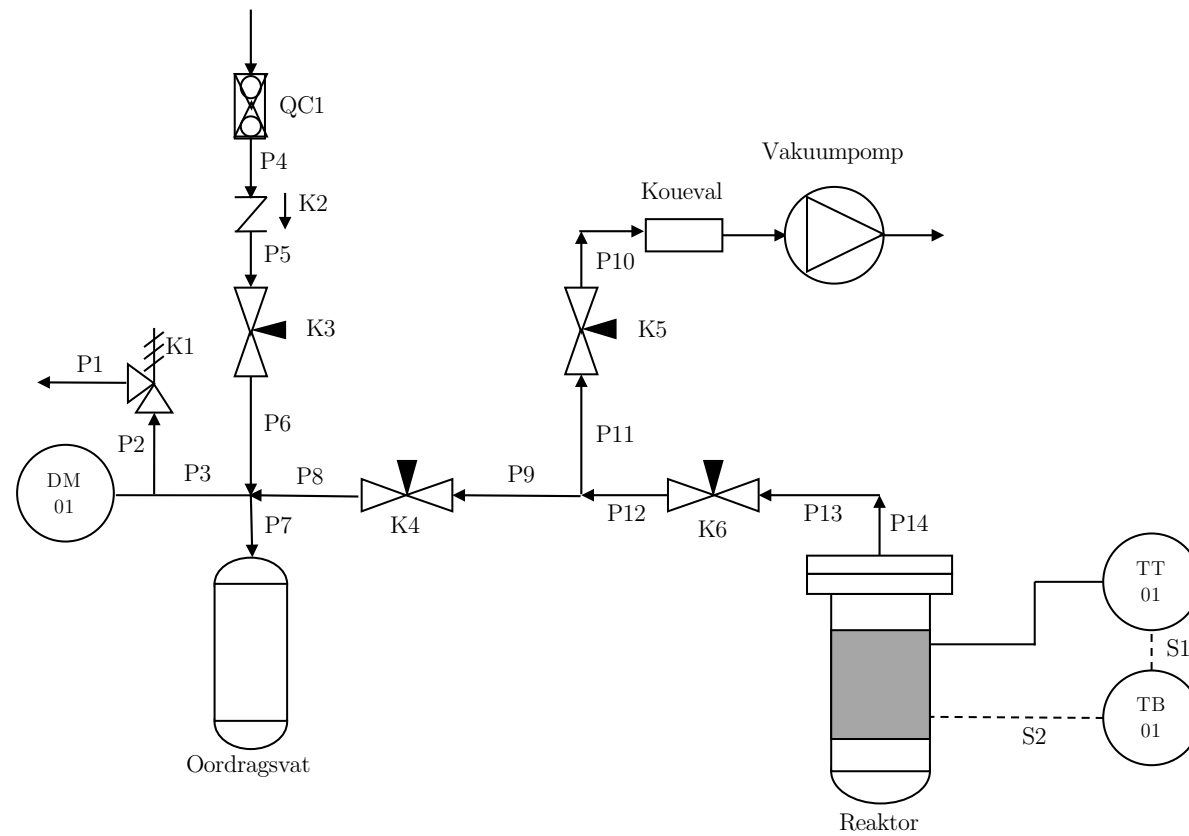 QC1
P4
Vakuumpomp
Koueval
K2
P5
P10
K3
K5
K1
P1
P6
P11
P2
P3
P8
P9
DM
01
P7
K4
P12
K6
P13
P14
TT
01
S1
TB
01
S2
Oordragsvat
Reaktor